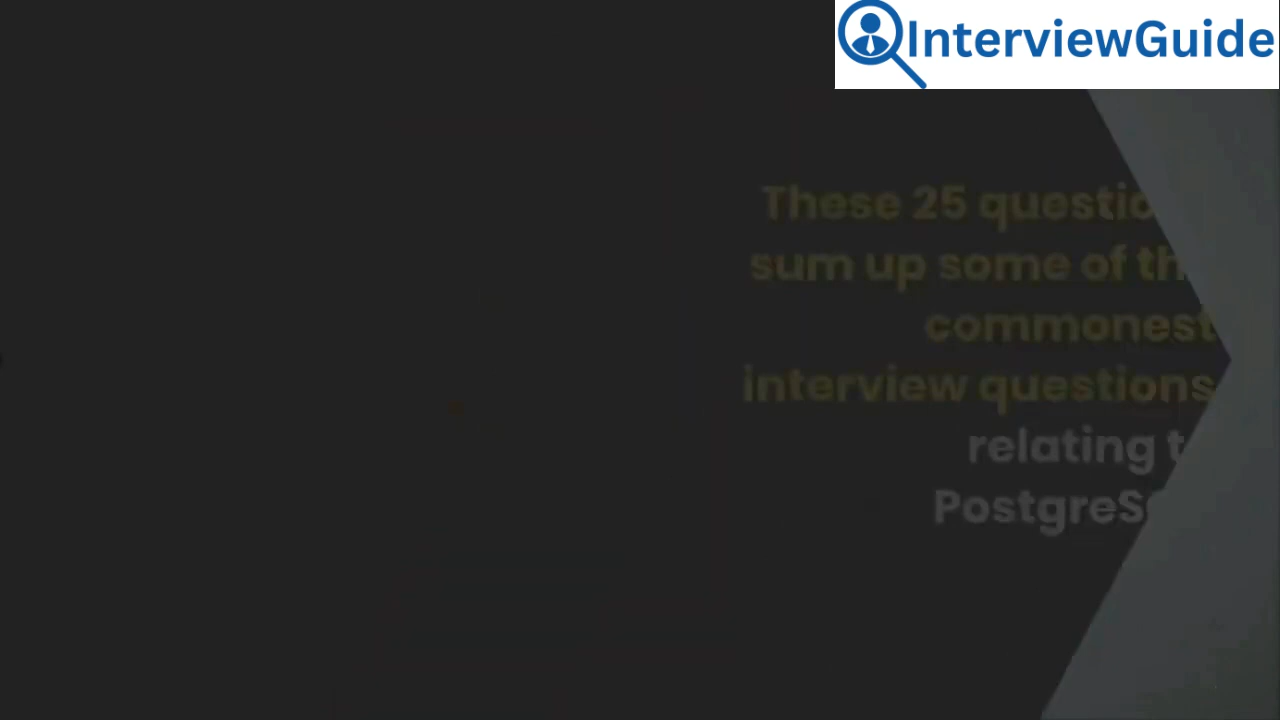 InterviewGuide
These 25
sum up some of
commonest
interview questions
relating